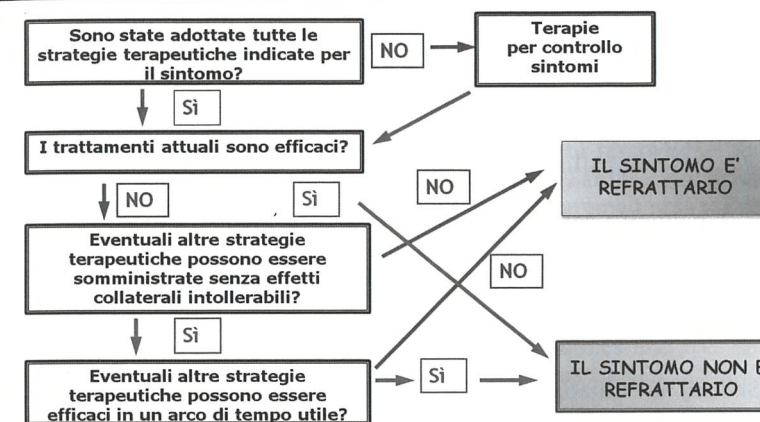 Sono state adottate tutte le
strategie terapeutiche indicate per
il sintomo?
NO
Terapie
per controllo
sintomi
Sì
I trattamenti attuali sono efficaci?
NO
Sì
NO
IL SINTOMO E'
REFRATTARIO
Eventuali altre strategie
terapeutiche possono essere
somministrate senza effetti
collaterali intollerabili?
NO
Sì
Eventuali altre strategie
terapeutiche possono essere
efficaci in un arco di tempo utile?
Sì
IL SINTOMO NON E
REFRATTARIO